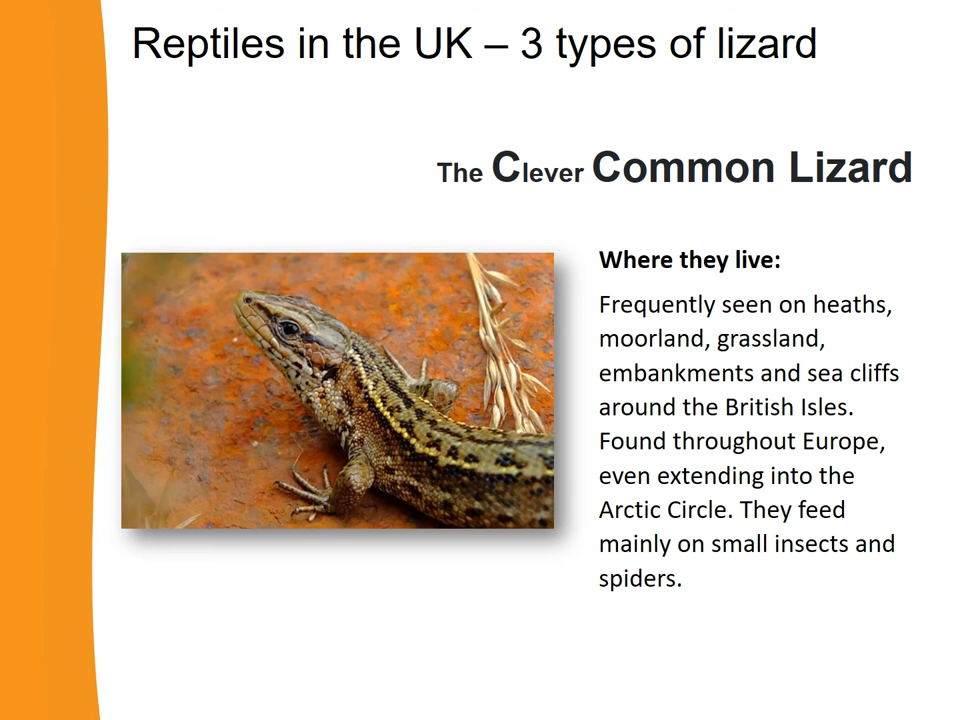 Reptiles in the UK – 3 types of lizard
The Clever Common Lizard
Where they live:
Frequently seen on heaths,
moorland, grassland,
embankments and sea cliffs
around the British Isles.
Found throughout Europe,
even extending into the
Arctic Circle. They feed
mainly on small insects and
spiders.